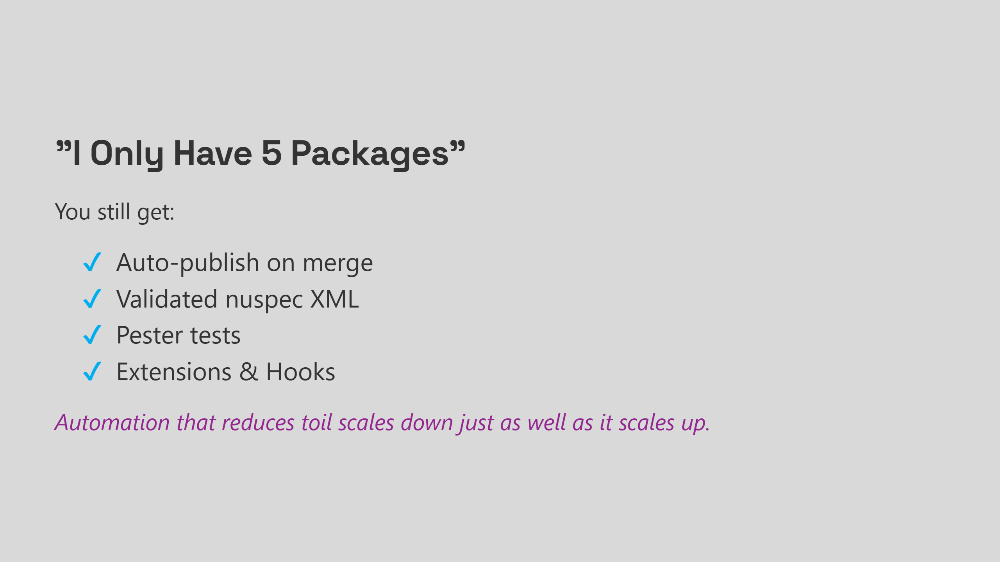 ”I Only Have 5 Packages”
You still get:
✓ Auto-publish on merge
✓ Validated nuspec XML
✓ Pester tests
✓ Extensions & Hooks
Automation that reduces toil scales down just as well as it scales up.